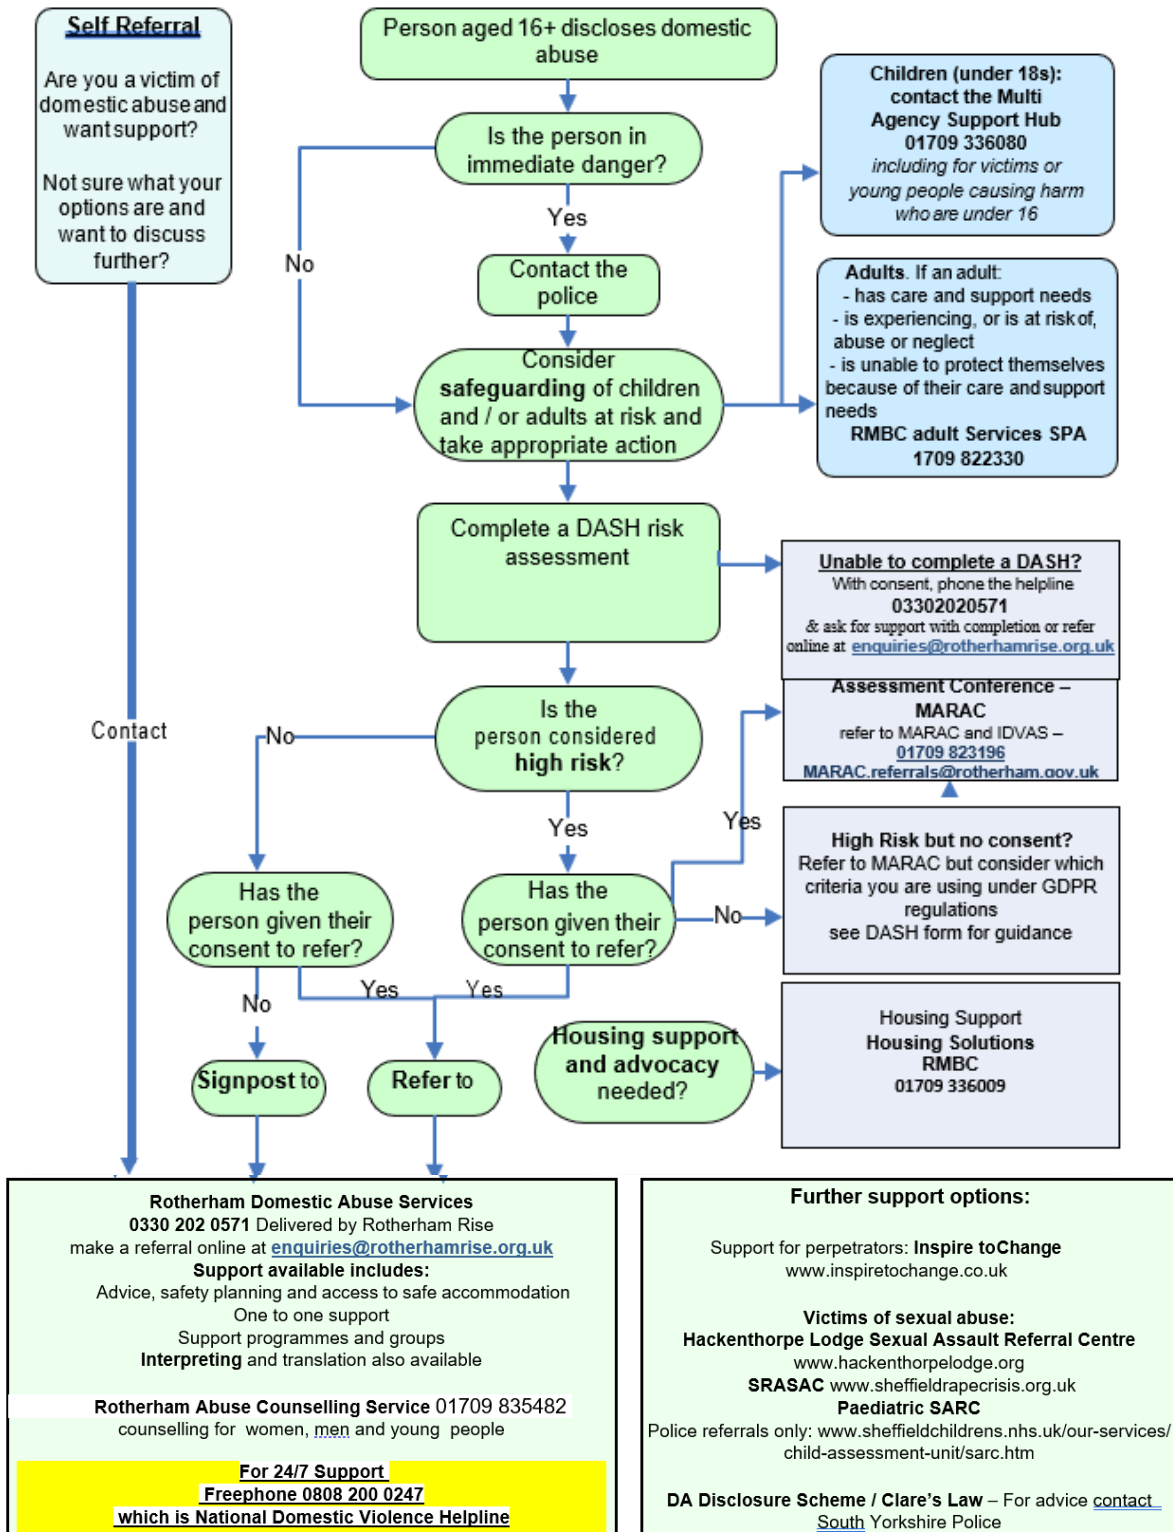 Self Referral
Are you a victim of
domestic abuse and
want support?
Not sure what your
options are and
want to discuss
further?
Person aged 16+ discloses domestic
abuse
Is the person in
immediate danger?
Yes
No
Contact the
police
Consider
safeguarding of children
and / or adults at risk and
take appropriate action
Children (under 18s):
contact the Multi
Agency Support Hub
01709 336080
including for victims or
young people causing harm
who are under 16
Adults. If an adult:
- has care and support needs
- is experiencing, or is at risk of,
abuse or neglect
- is unable to protect themselves
because of their care and support
needs
RMBC adult Services SPA
1709 822330
Complete a DASH risk
assessment
Unable to complete a DASH?
With consent, phone the helpline
03302020571
& ask for support with completion or refer
online at enquiries@rotherhamrise.org.uk
Is the
person considered
high risk?
No
Yes
Contact
Assessment Conference –
MARAC
refer to MARAC and IDVAS –
01709 823196
MARAC.referrals@rotherham.gov.uk
Yes
High Risk but no consent?
Refer to MARAC but consider which
criteria you are using under GDPR
regulations
see DASH form for guidance
Has the
person given their
consent to refer?
Has the
person given their
consent to refer?
No
No
Yes
Yes
Housing support
and advocacy
needed?
Housing Support
Housing Solutions
RMBC
01709 336009
Signpost to
Refer to
Rotherham Domestic Abuse Services
0330 202 0571 Delivered by Rotherham Rise
make a referral online at enquiries@rotherhamrise.org.uk
Support available includes:
Advice, safety planning and access to safe accommodation
One to one support
Support programmes and groups
Interpreting and translation also available
Rotherham Abuse Counselling Service 01709 835482
counselling for women, men and young people
For 24/7 Support
Freephone 0808 200 0247
which is National Domestic Violence Helpline
Further support options:
Support for perpetrators: Inspire toChange
www.inspiretochange.co.uk
Victims of sexual abuse:
Hackenthorpe Lodge Sexual Assault Referral Centre
www.hackenthorpelodge.org
SRASAC www.sheffieldrapecrisis.org.uk
Paediatric SARC
Police referrals only: www.sheffieldchildrens.nhs.uk/our-services/
child-assessment-unit/sarc.htm
DA Disclosure Scheme / Clare's Law – For advice contact
South Yorkshire Police